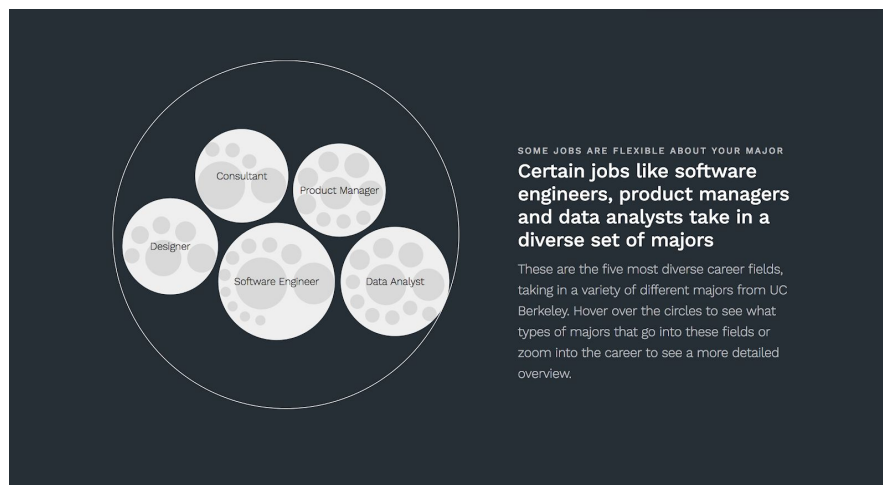 Consultant
Product Manager
Designer
Software Engineer
Data Analyst
SOME JOBS ARE FLEXIBLE ABOUT YOUR MAJOR
Certain jobs like software
engineers, product managers
and data analysts take in a
diverse set of majors
These are the five most diverse career fields,
taking in a variety of different majors from UC
Berkeley. Hover over the circles to see what
types of majors that go into these fields or
zoom into the career to see a more detailed
overview.